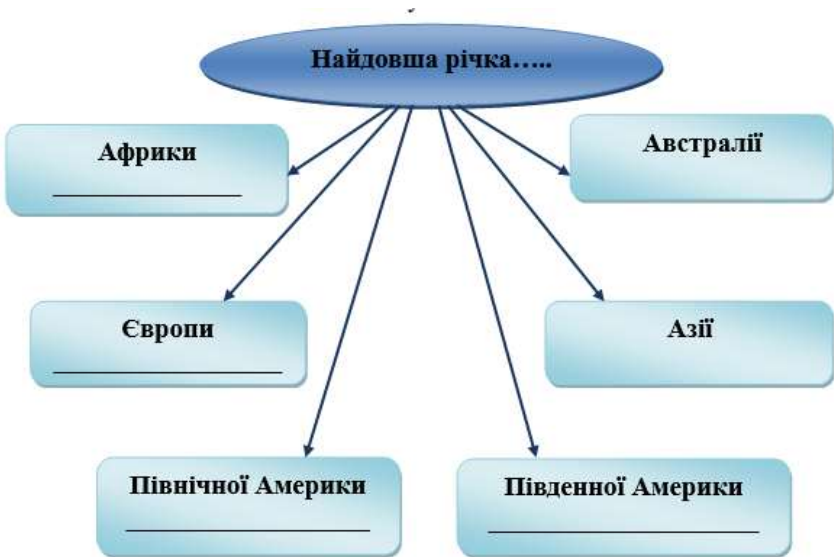 Найдовша річка…..
Африки
Австралії
Європи
Азії
Північної Америки
Південної Америки